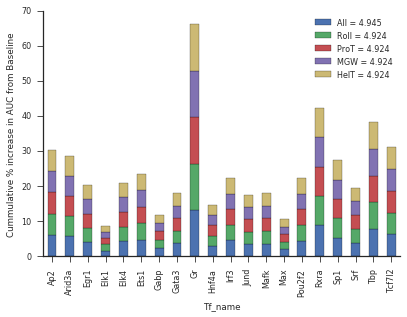 70
60
50
40
30
20
10
0
Cummulative % increase in AUC from Baseline
All = 4.945
Roll = 4.924
ProT = 4.924
MGW = 4.924
HelT = 4.924
Ap2 Arid3a Egr1 Elk1 Elk4 Ets1 Gabp Gata3 Gr Hnf4a Irf3 Jund Mafk Max Pou2f2 Rxra Sp1 Srf Tbp Tcf7l2
Tf_name